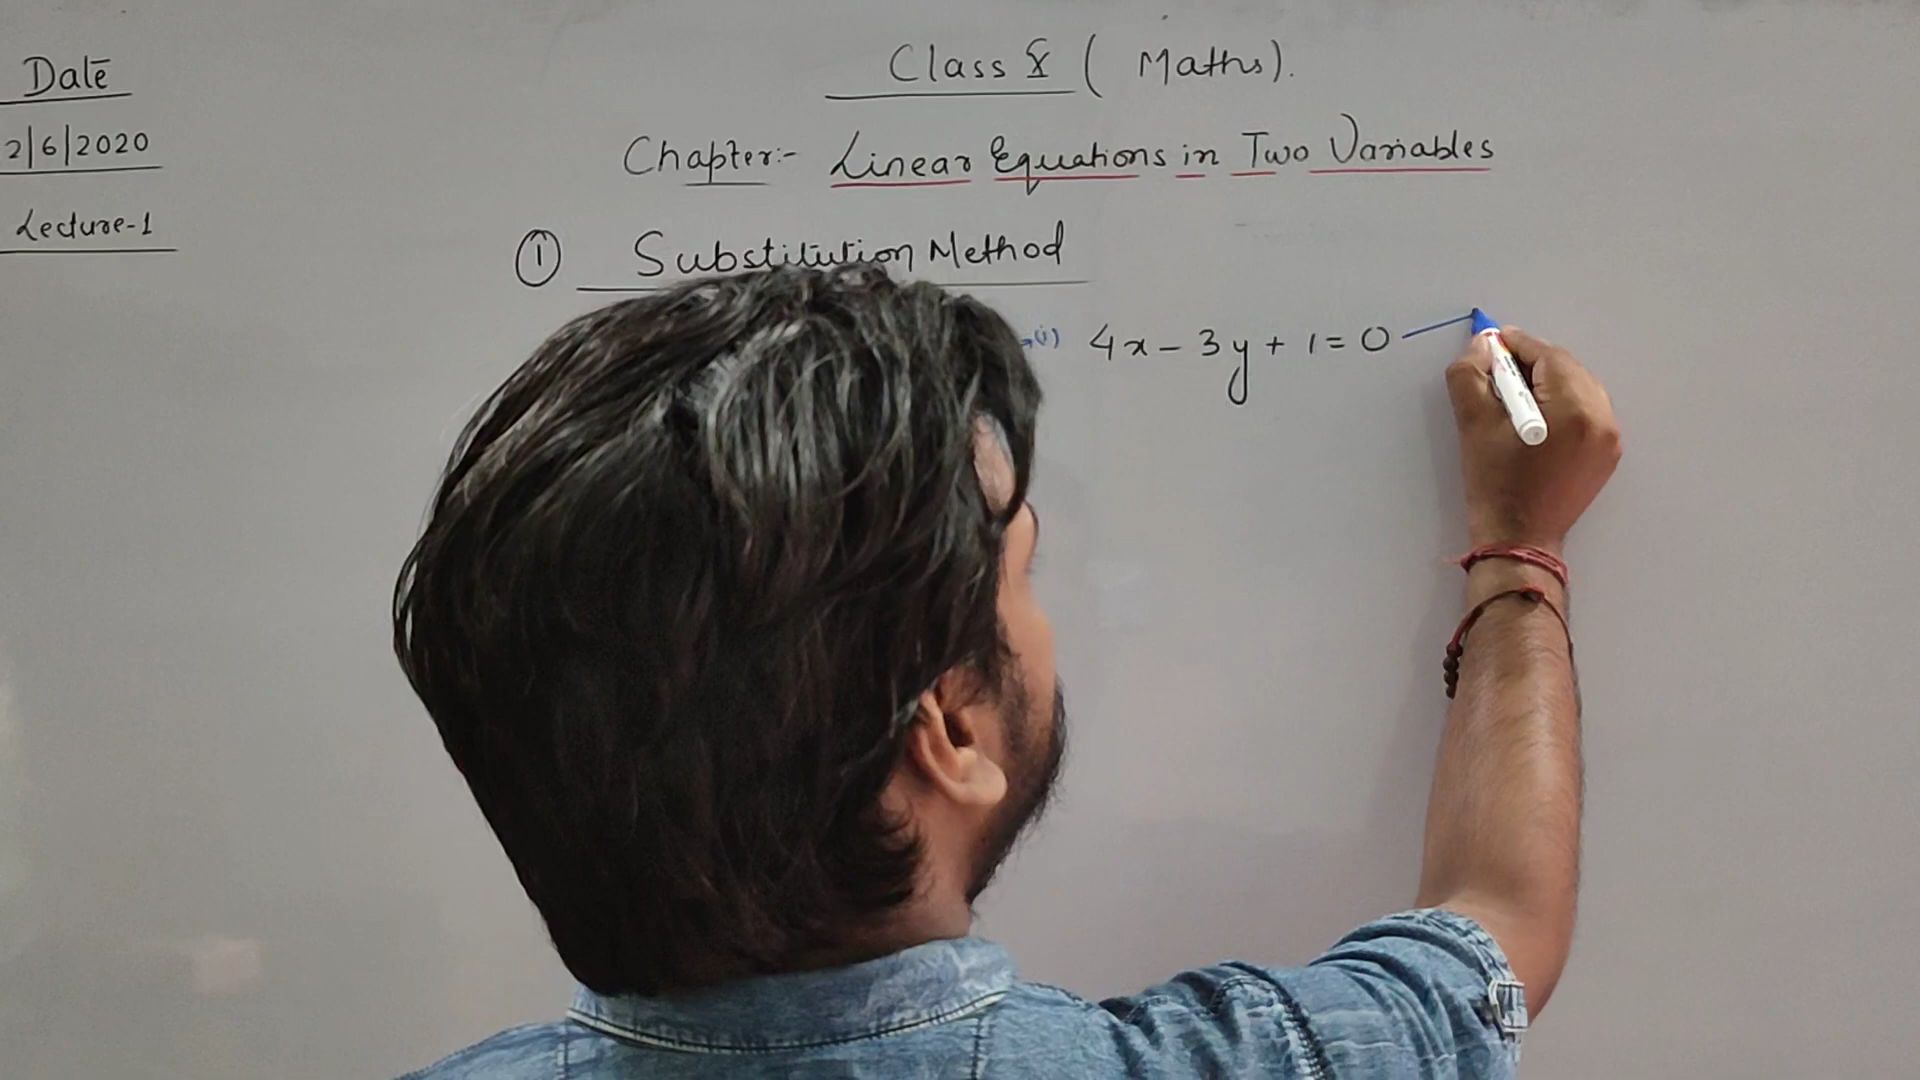 Date
2/6/2020
Lecture-1
Class X (Maths).
Chapter:- Linear Equations in Two Variables
① Substitution Method
→(i) 4x - 3y + 1 = 0